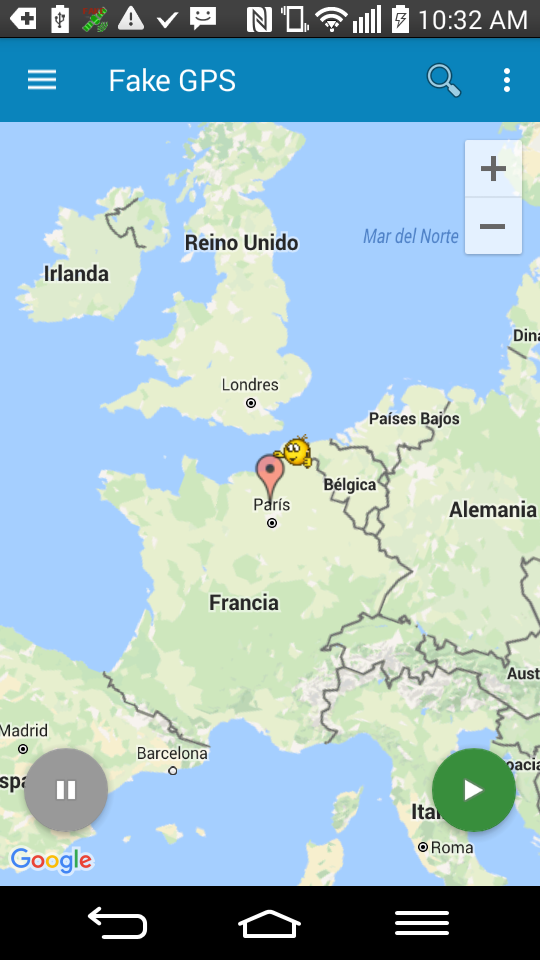 10:32 AM
Fake GPS
Reino Unido
Mar del Norte
Irlanda
Dina
Londres
Países Bajos
Bélgica
París
Alemania
Francia
Aust
Madrid
Barcelona
oacia
spa
Ital
Roma
Google